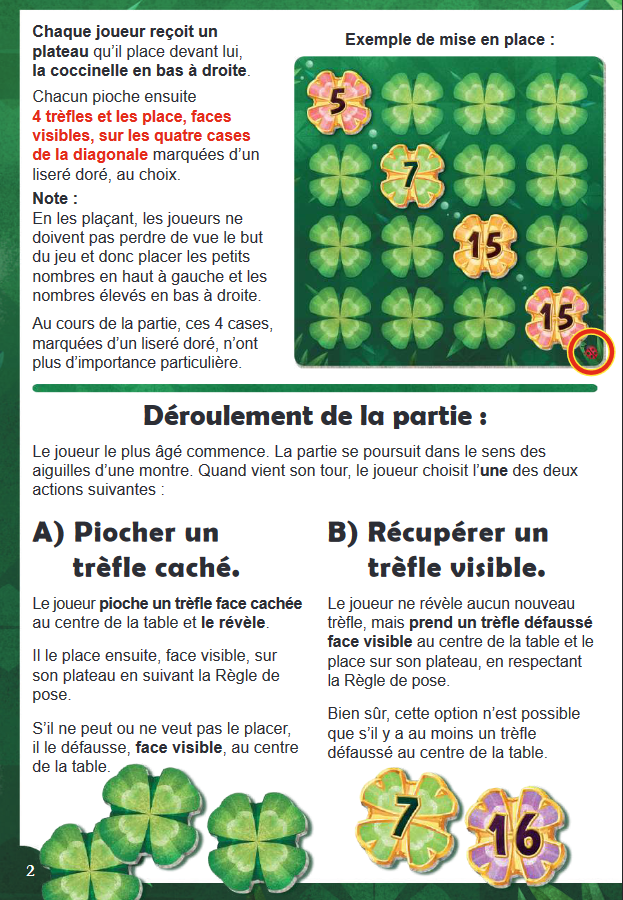 Chaque joueur reçoit un
plateau qu'il place devant lui,
la coccinelle en bas à droite.
Chacun pioche ensuite
4 trèfles et les place, faces
visibles, sur les quatre cases
de la diagonale marquées d'un
liseré doré, au choix.
Note :
En les plaçant, les joueurs ne
doivent pas perdre de vue le but
du jeu et donc placer les petits
nombres en haut à gauche et les
nombres élevés en bas à droite.
Au cours de la partie, ces 4 cases,
marquées d'un liseré doré, n'ont
plus d'importance particulière.
Exemple de mise en place :
5
7
15
15
Déroulement de la partie :
Le joueur le plus âgé commence. La partie se poursuit dans le sens des
aiguilles d'une montre. Quand vient son tour, le joueur choisit l'une des deux
actions suivantes :
A) Piocher un
trèfle caché.
Le joueur pioche un trèfle face cachée
au centre de la table et le révèle.
Il le place ensuite, face visible, sur
son plateau en suivant la Règle de
pose.
S'il ne peut ou ne veut pas le placer,
il le défausse, face visible, au centre
de la table.
B) Récupérer un
trèfle visible.
Le joueur ne révèle aucun nouveau
trèfle, mais prend un trèfle défaussé
face visible au centre de la table et le
place sur son plateau, en respectant
la Règle de pose.
Bien sûr, cette option n'est possible
que s'il y a au moins un trèfle
défaussé au centre de la table.
7
16
2